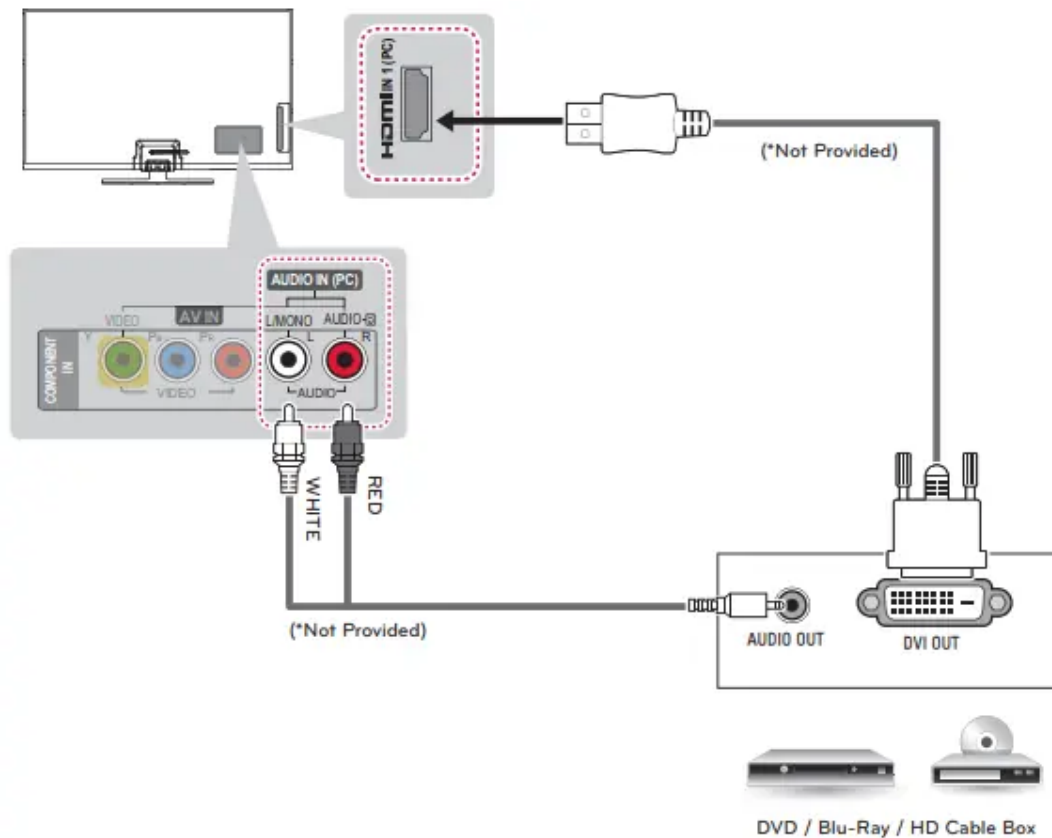 HDMI IN 1 (PC)
(*Not Provided)
AUDIO IN (PC)
VIDEO AV IN L/MONO AUDIO-R
Y PB PR L R
COMPONENT
IN
VIDEO AUDIO
WHITE RED
(*Not Provided)
AUDIO OUT DVI OUT
DVD / Blu-Ray / HD Cable Box